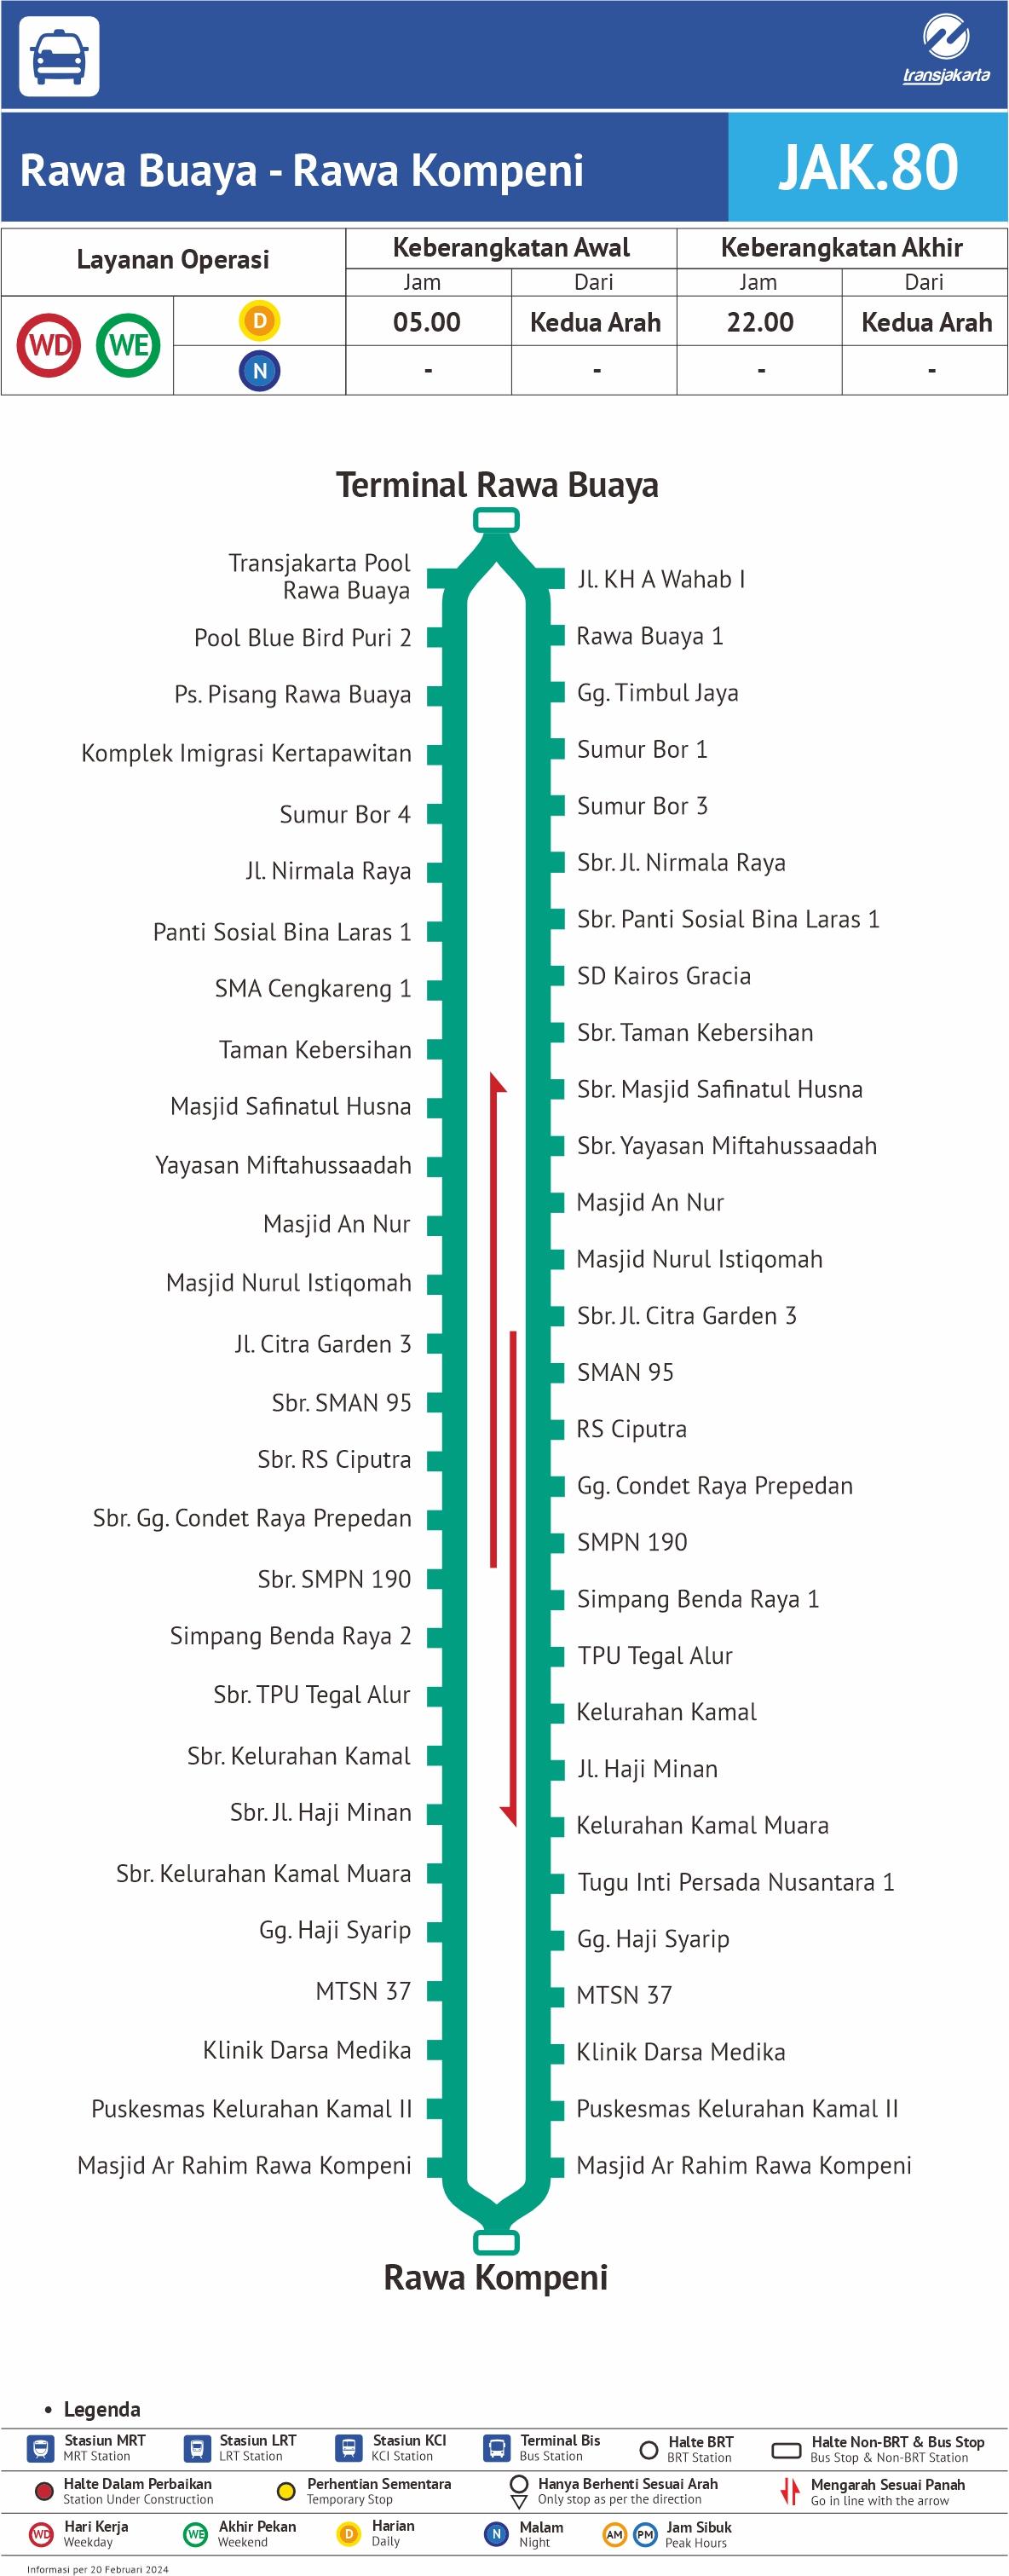 transjakarta
Rawa Buaya - Rawa Kompeni
JAK.80
Layanan Operasi
Keberangkatan Awal
Keberangkatan Akhir
Jam
Dari
Jam
Dari
WD
WE
D
05.00
Kedua Arah
22.00
Kedua Arah
N
-
-
-
-
Terminal Rawa Buaya
Transjakarta Pool
Rawa Buaya
Pool Blue Bird Puri 2
Ps. Pisang Rawa Buaya
Komplek Imigrasi Kertapawitan
Sumur Bor 4
Jl. Nirmala Raya
Panti Sosial Bina Laras 1
SMA Cengkareng 1
Taman Kebersihan
Masjid Safinatul Husna
Yayasan Miftahussaadah
Masjid An Nur
Masjid Nurul Istiqomah
Jl. Citra Garden 3
Sbr. SMAN 95
Sbr. RS Ciputra
Sbr. Gg. Condet Raya Prepedan
Sbr. SMPN 190
Simpang Benda Raya 2
Sbr. TPU Tegal Alur
Sbr. Kelurahan Kamal
Sbr. Jl. Haji Minan
Sbr. Kelurahan Kamal Muara
Gg. Haji Syarip
MTSN 37
Klinik Darsa Medika
Puskesmas Kelurahan Kamal II
Masjid Ar Rahim Rawa Kompeni
Jl. KH A Wahab I
Rawa Buaya 1
Gg. Timbul Jaya
Sumur Bor 1
Sumur Bor 3
Sbr. Jl. Nirmala Raya
Sbr. Panti Sosial Bina Laras 1
SD Kairos Gracia
Sbr. Taman Kebersihan
Sbr. Masjid Safinatul Husna
Sbr. Yayasan Miftahussaadah
Masjid An Nur
Masjid Nurul Istiqomah
Sbr. Jl. Citra Garden 3
SMAN 95
RS Ciputra
Gg. Condet Raya Prepedan
SMPN 190
Simpang Benda Raya 1
TPU Tegal Alur
Kelurahan Kamal
Jl. Haji Minan
Kelurahan Kamal Muara
Tugu Inti Persada Nusantara 1
Gg. Haji Syarip
MTSN 37
Klinik Darsa Medika
Puskesmas Kelurahan Kamal II
Masjid Ar Rahim Rawa Kompeni
Rawa Kompeni
• Legenda
Stasiun MRT
MRT Station
Stasiun LRT
LRT Station
Stasiun KCI
KCI Station
Terminal Bis
Bus Station
Halte BRT
BRT Station
Halte Non-BRT & Bus Stop
Bus Stop & Non-BRT Station
Halte Dalam Perbaikan
Station Under Construction
Perhentian Sementara
Temporary Stop
Hanya Berhenti Sesuai Arah
Only stop as per the direction
Mengarah Sesuai Panah
Go in line with the arrow
WD
Hari Kerja
Weekday
WE
Akhir Pekan
Weekend
D
Harian
Daily
N
Malam
Night
AM
PM
Jam Sibuk
Peak Hours
Informasi per 20 Februari 2024